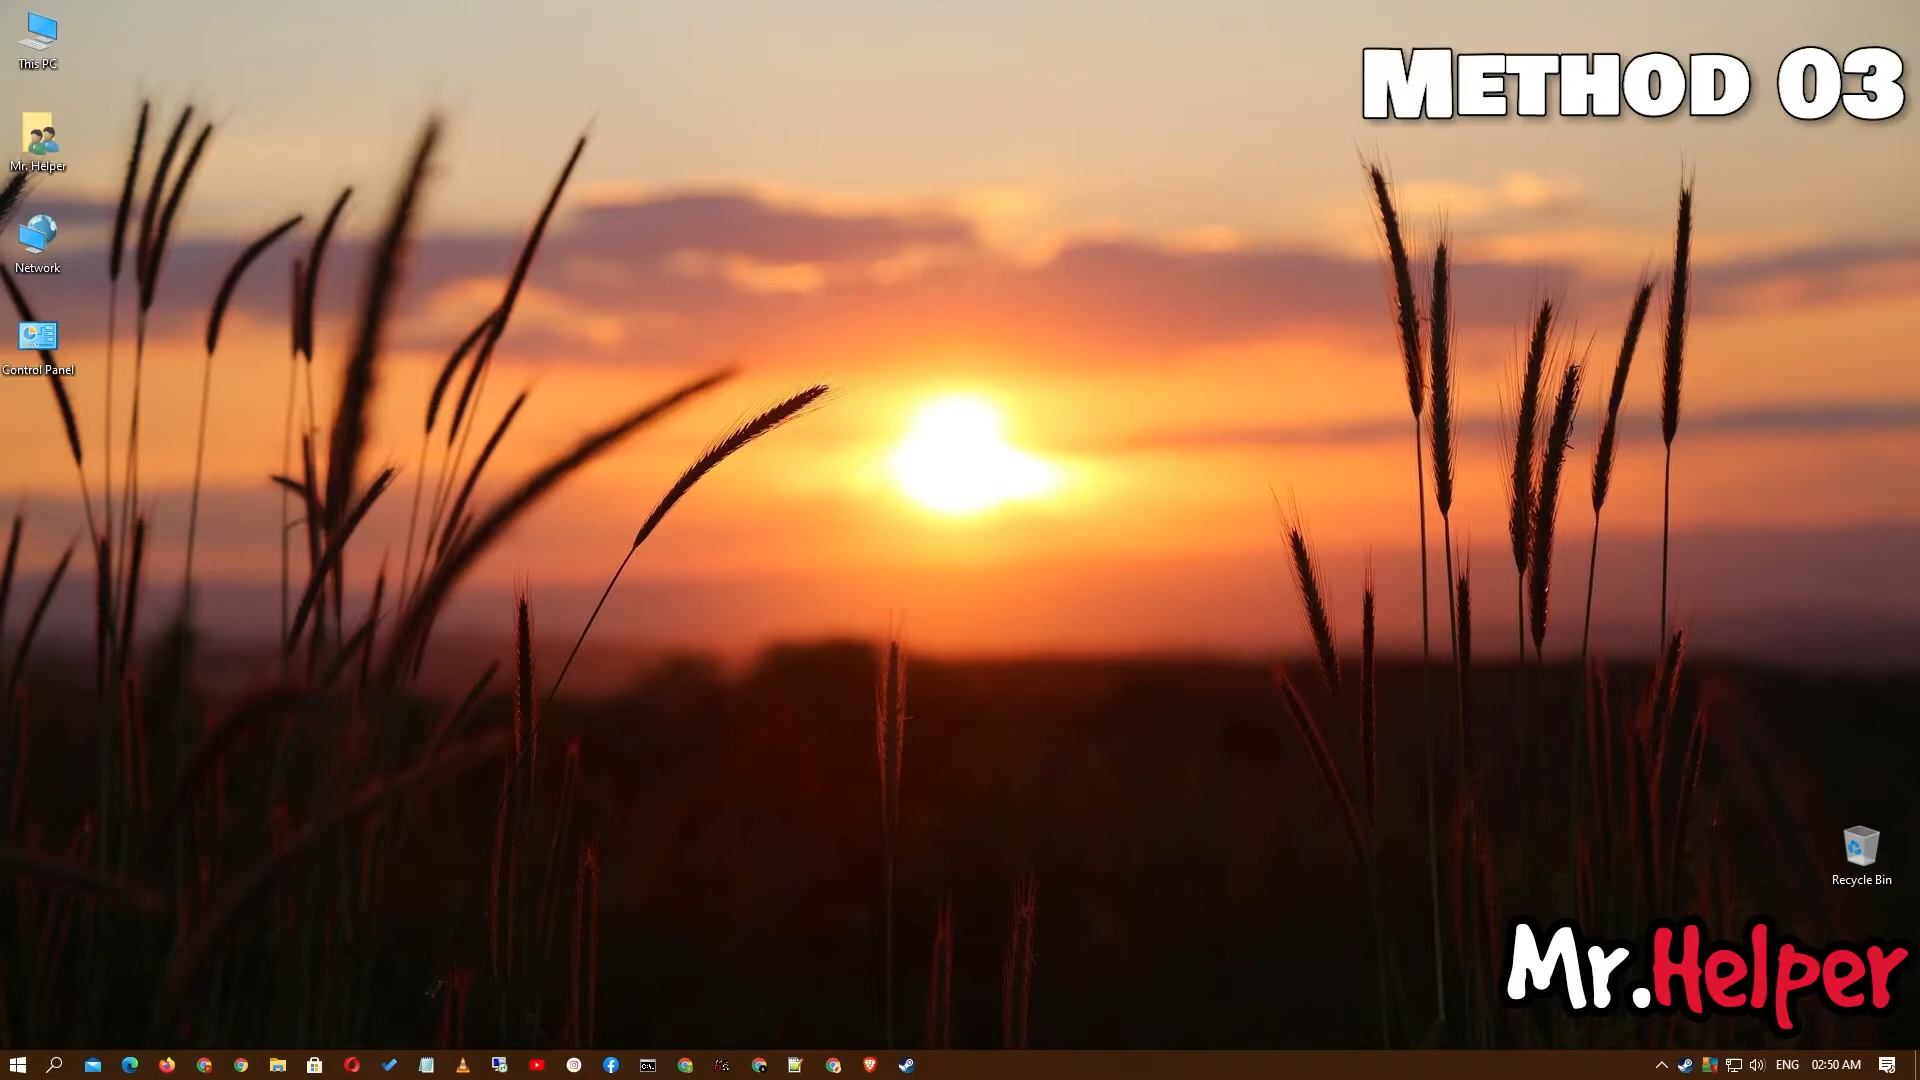 This PC
METHOD 03
Mr. Helper
Network
Control Panel
Recycle Bin
Mr.Helper
ENG
02:50 AM